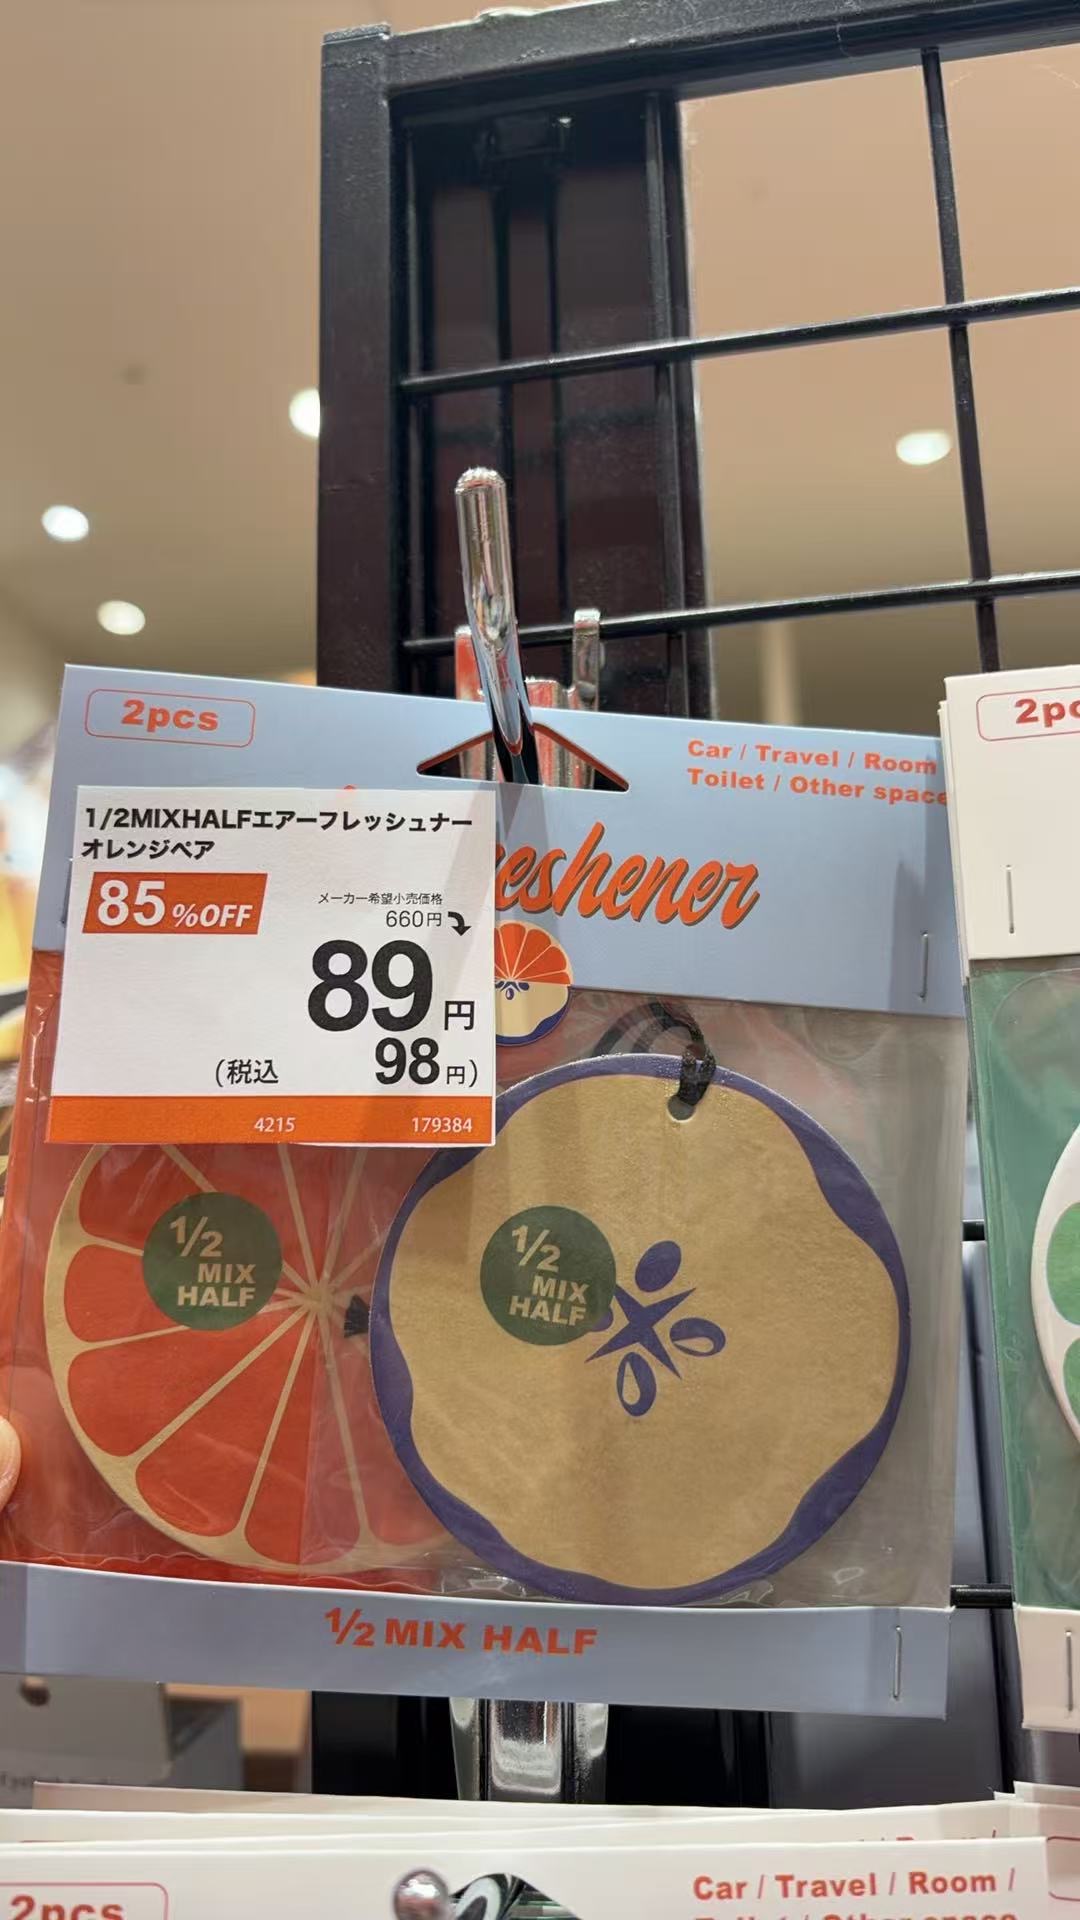 2pcs
Car / Travel / Room
Toilet / Other space
1/2MIXHALFエアーフレッシュナー
オレンジペア
85%OFF
メーカー希望小売価格
660円
89円
(税込 98円)
4215 179384
eshener
1/2
MIX
HALF
1/2
MIX
HALF
1/2 MIX HALF
2pc
2pcs
Car / Travel / Room /